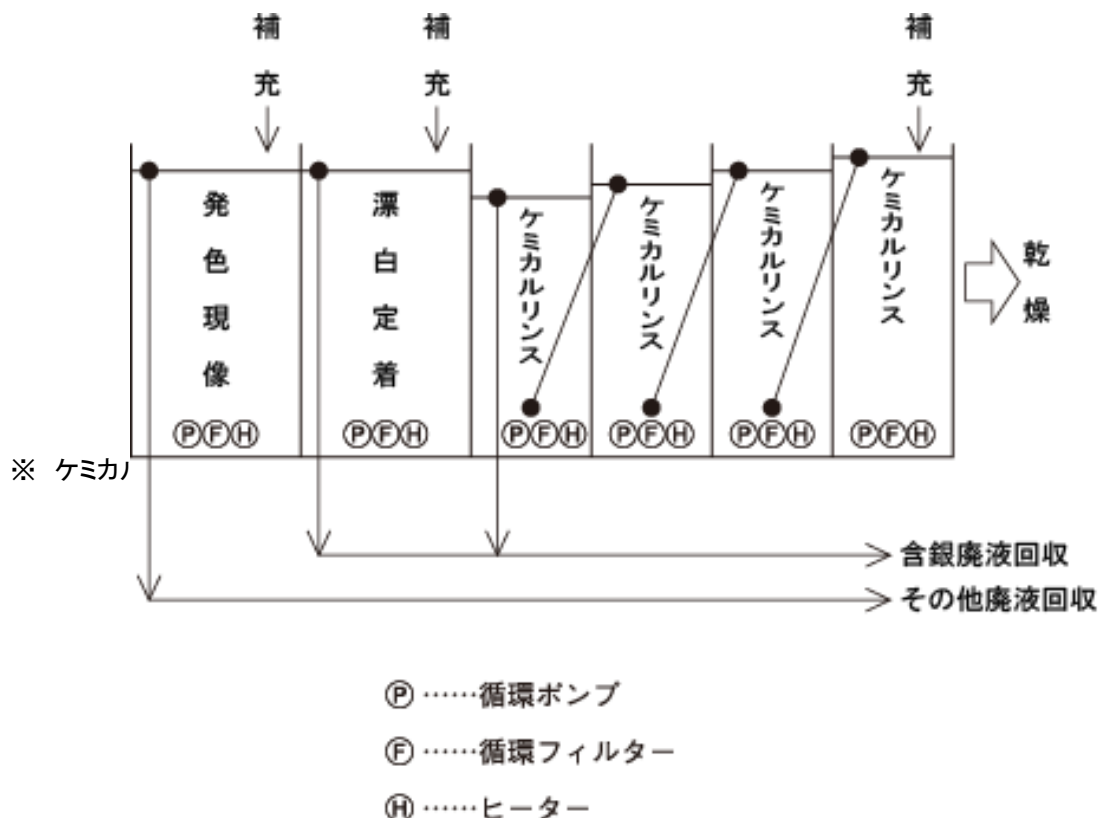 補充
補充
補充
発色現像
漂白定着
ケミカルリンス
ケミカルリンス
ケミカルリンス
ケミカルリンス
乾燥
ⓅⒻⒽ
ⓅⒻⒽ
ⓅⒻⒽ
ⓅⒻⒽ
ⓅⒻⒽ
ⓅⒻⒽ
※ ケミカ
含銀廃液回収
その他廃液回収
Ⓟ……循環ポンプ
Ⓕ……循環フィルター
Ⓗ……ヒーター